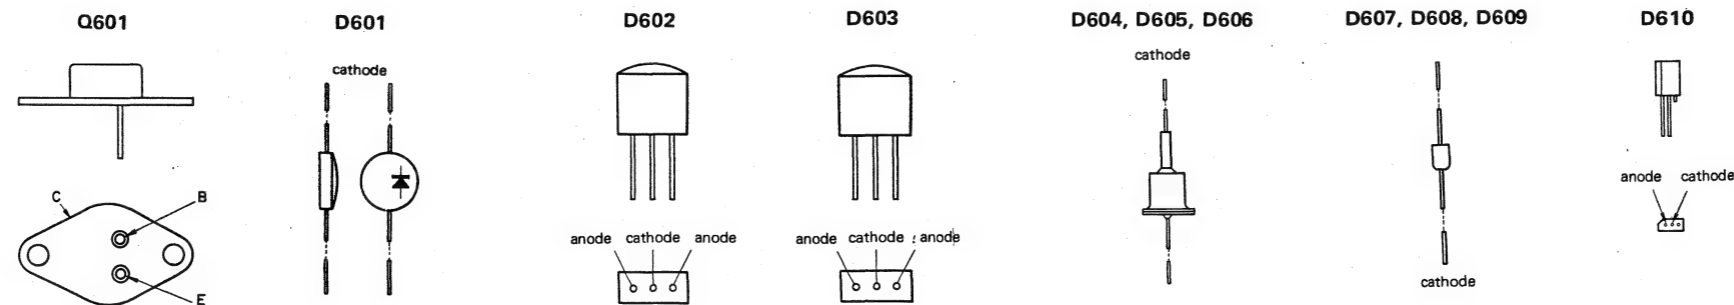 Q601
D601
D602
D603
D604, D605, D606
D607, D608, D609
D610
cathode
cathode
anode cathode
C
B
E
anode cathode anode
anode cathode anode
cathode